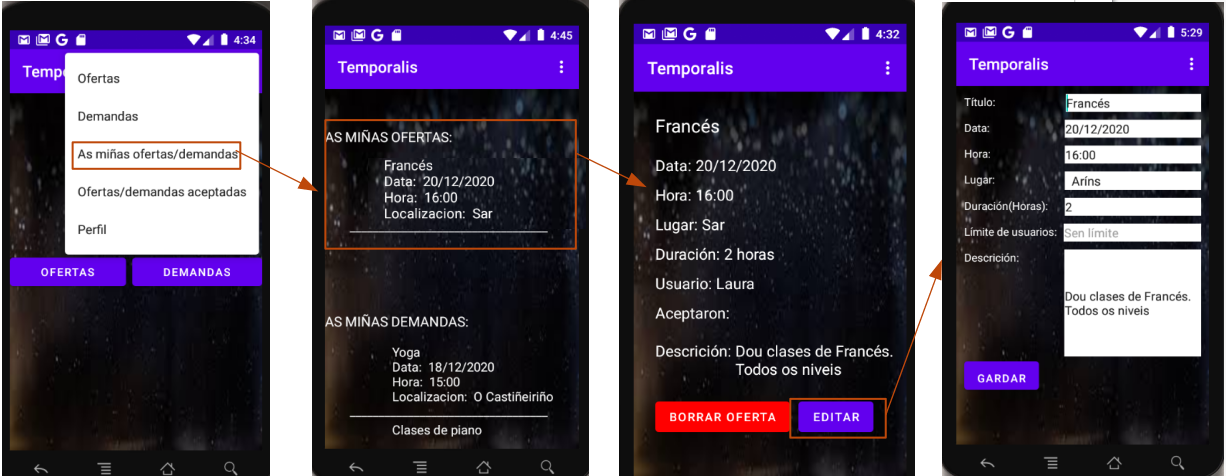 4:34
Temp
Ofertas
Demandas
As miñas ofertas/demandas
Ofertas/demandas aceptadas
Perfil
OFERTAS
DEMANDAS
4:45
Temporalis
AS MIÑAS OFERTAS:
Francés
Data: 20/12/2020
Hora: 16:00
Localizacion: Sar
AS MIÑAS DEMANDAS:
Yoga
Data: 18/12/2020
Hora: 15:00
Localizacion: O Castiñeiriño
Clases de piano
4:32
Temporalis
Francés
Data: 20/12/2020
Hora: 16:00
Lugar: Sar
Duración: 2 horas
Usuario: Laura
Aceptaron:
Descrición: Dou clases de Francés.
Todos os niveis
BORRAR OFERTA
EDITAR
5:29
Temporalis
Título: Francés
Data: 20/12/2020
Hora: 16:00
Lugar: Aríns
Duración(Horas): 2
Límite de usuarios: Sen límite
Descrición:
Dou clases de Francés.
Todos os niveis
GARDAR